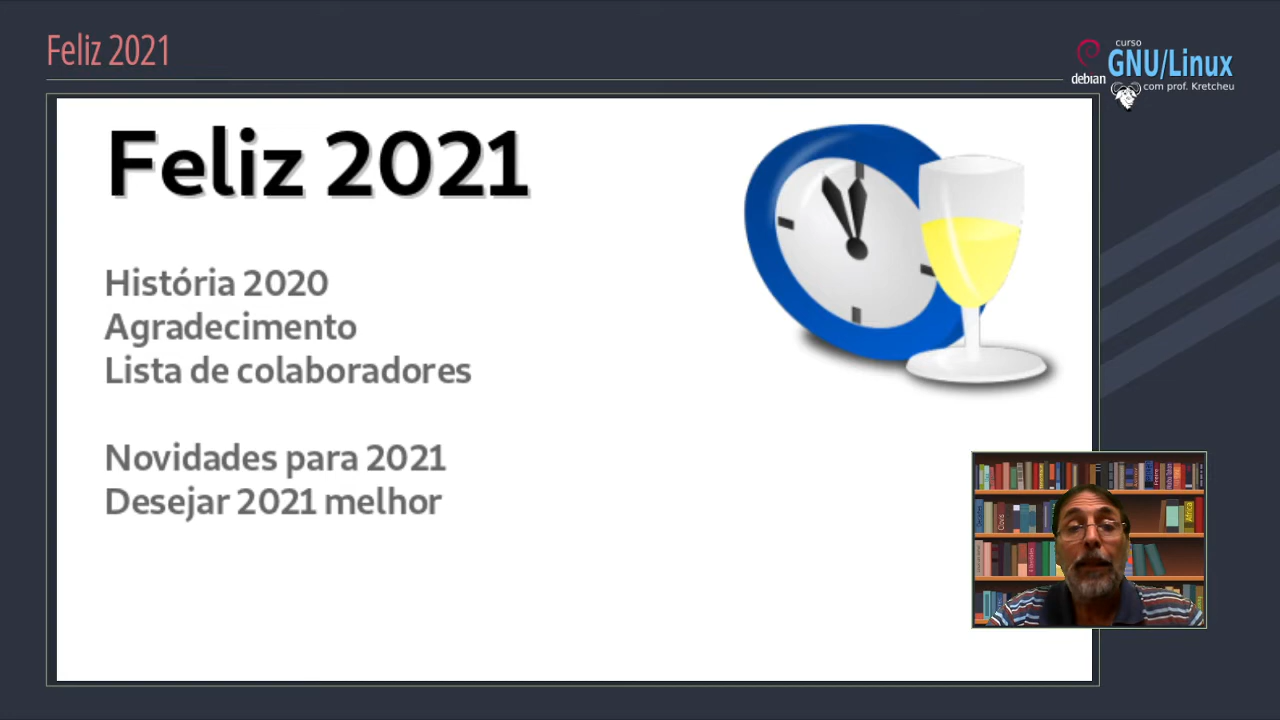 Feliz 2021
curso
GNU/Linux
debian
com prof. Kretcheu
Feliz 2021
História 2020
Agradecimento
Lista de colaboradores
Novidades para 2021
Desejar 2021 melhor